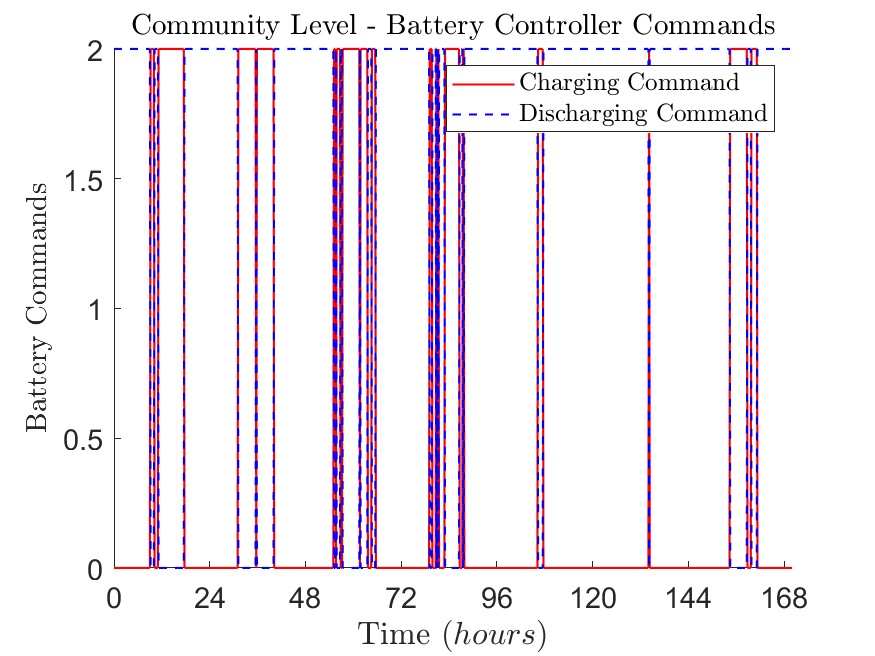 Community Level - Battery Controller Commands
2
1.5
1
0.5
0
Battery Commands
Charging Command
Discharging Command
0 24 48 72 96 120 144 168
Time (hours)